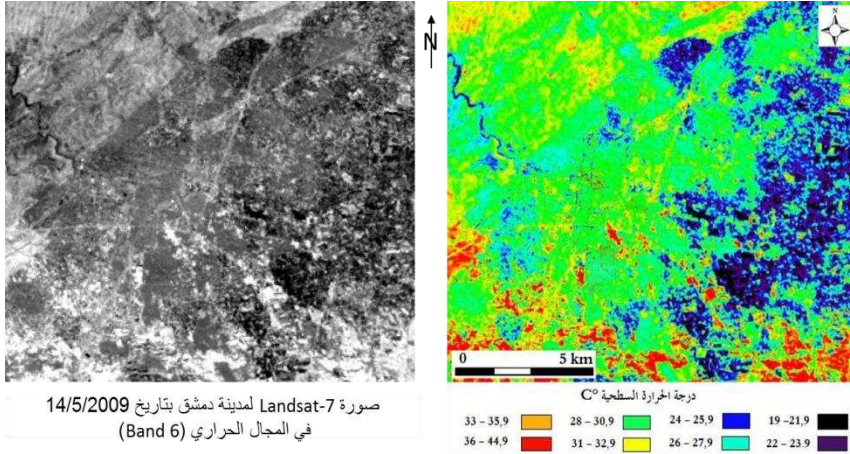 N
N
0 5 km
صورة Landsat-7 لمدينة دمشق بتاريخ 14/5/2009
في المجال الحراري (Band 6)
درجة الحرارة السطحية C°
33 – 35,9 28 – 30,9 24 – 25,9 19 –21,9
36 – 44,9 31 – 32,9 26 – 27,9 22 – 23.9